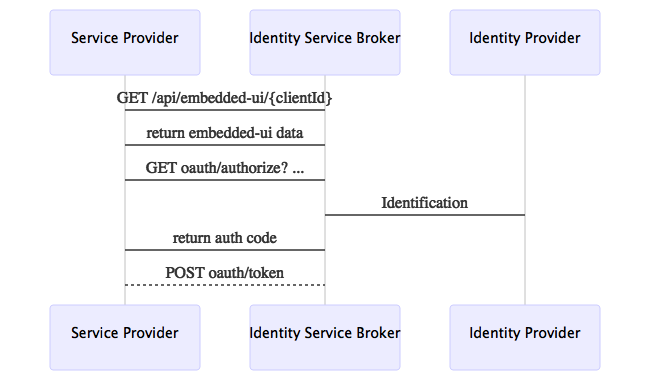 Service Provider
Identity Service Broker
Identity Provider
GET /api/embedded-ui/{clientId}
return embedded-ui data
GET oauth/authorize? ...
Identification
return auth code
POST oauth/token
Service Provider
Identity Service Broker
Identity Provider